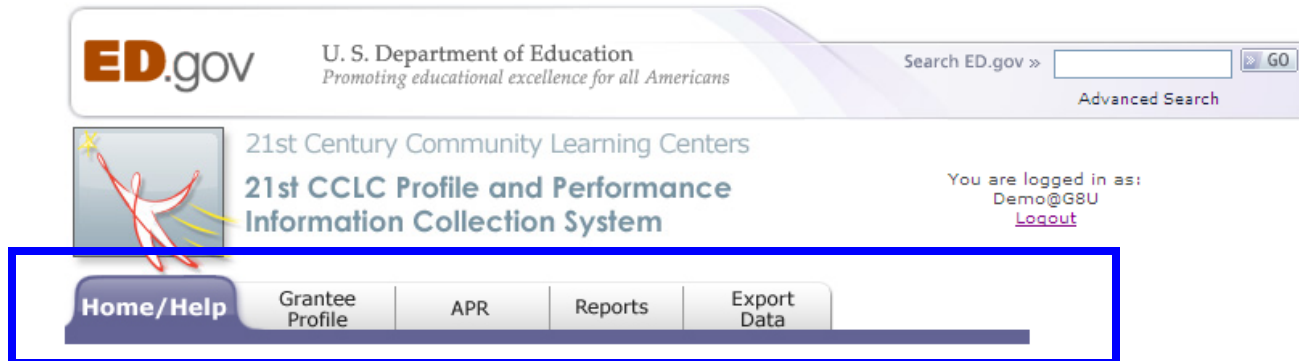 ED.gov
U. S. Department of Education
Promoting educational excellence for all Americans
Search ED.gov »
» GO
Advanced Search
21st Century Community Learning Centers
21st CCLC Profile and Performance
Information Collection System
You are logged in as:
Demo@G8U
Logout
Home/Help
Grantee
Profile
APR
Reports
Export
Data